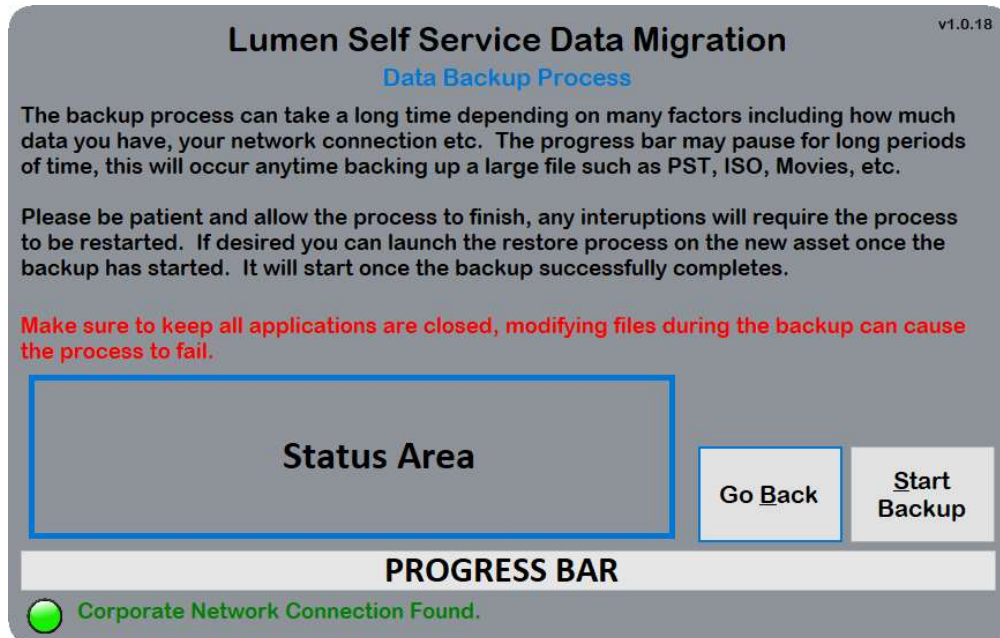 v1.0.18
Lumen Self Service Data Migration
Data Backup Process
The backup process can take a long time depending on many factors including how much
data you have, your network connection etc. The progress bar may pause for long periods
of time, this will occur anytime backing up a large file such as PST, ISO, Movies, etc.
Please be patient and allow the process to finish, any interuptions will require the process
to be restarted. If desired you can launch the restore process on the new asset once the
backup has started. It will start once the backup successfully completes.
Make sure to keep all applications are closed, modifying files during the backup can cause
the process to fail.
Status Area
Go Back
Start
Backup
PROGRESS BAR
Corporate Network Connection Found.